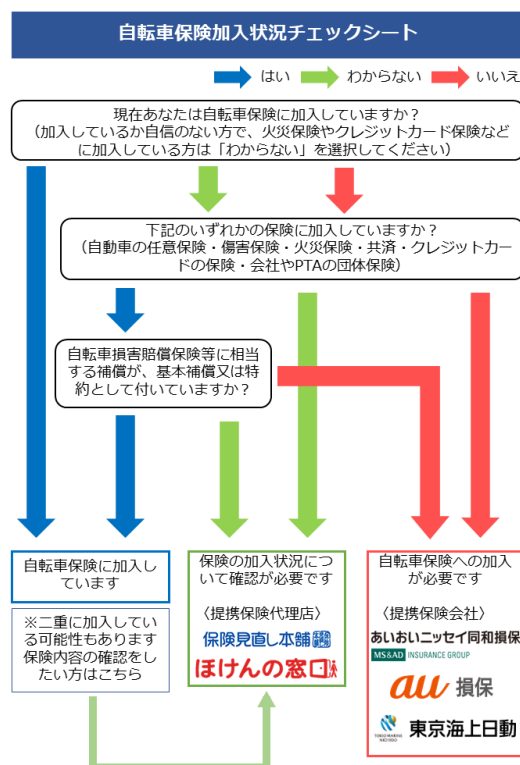 自転車保険加入状況チェックシート
はい
わからない
いいえ
現在あなたは自転車保険に加入していますか？
（加入しているか自信のない方で、火災保険やクレジットカード保険など
に加入している方は「わからない」を選択してください）
下記のいずれかの保険に加入していますか？
（自動車の任意保険・傷害保険・火災保険・共済・クレジットカー
ドの保険・会社やPTAの団体保険）
自転車損害賠償保険等に相当
する補償が、基本補償又は特
約として付いていますか？
自転車保険に加入し
ています
※二重に加入してい
る可能性もあります
保険内容の確認をし
たい方はこちら
保険の加入状況につ
いて確認が必要です
〈提携保険代理店〉
保険見直し本舗
ほけんの窓口
自転車保険への加入
が必要です
〈提携保険会社〉
あいおいニッセイ同和損保
MS&AD INSURANCE GROUP
au 損保
TOKIO MARINE
NICHIDO
東京海上日動